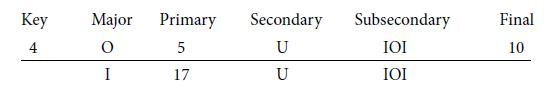 Key Major Primary Secondary Subsecondary Final
4 O 5 U IOI 10
I 17 U IOI